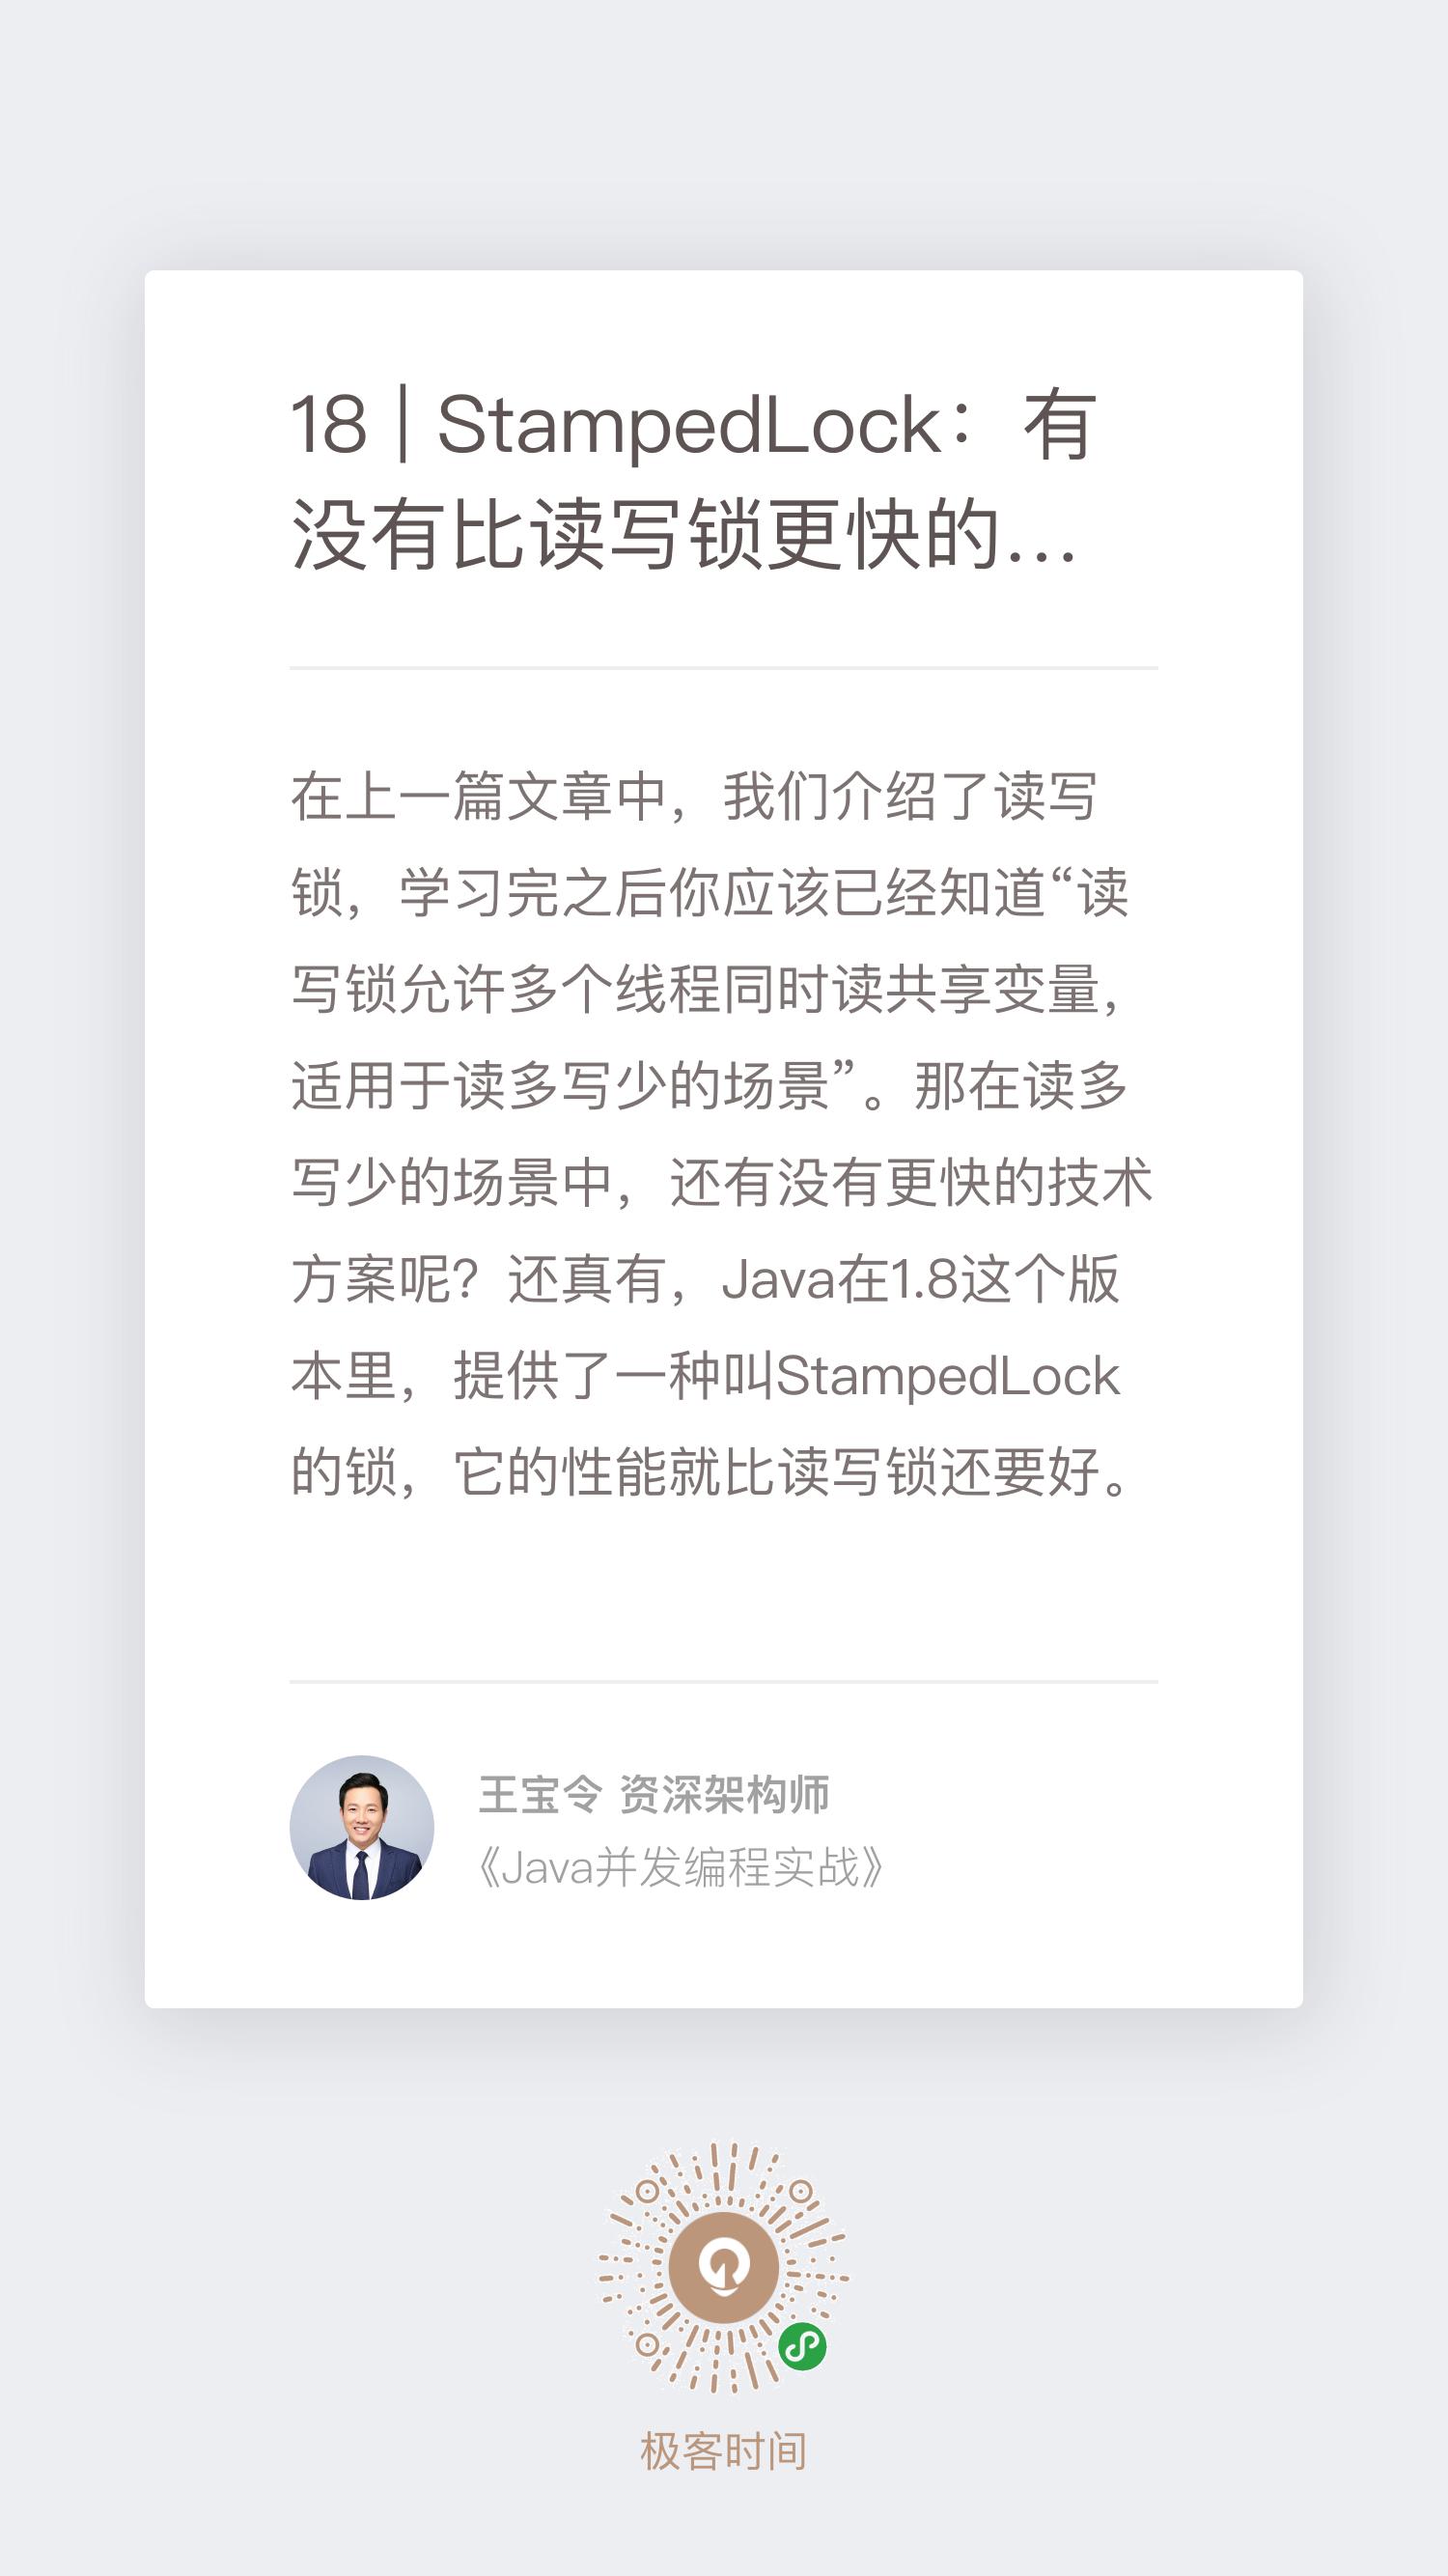 18 | StampedLock：有
没有比读写锁更快的…
在上一篇文章中，我们介绍了读写
锁，学习完之后你应该已经知道“读
写锁允许多个线程同时读共享变量，
适用于读多写少的场景”。那在读多
写少的场景中，还有没有更快的技术
方案呢？还真有，Java在1.8这个版
本里，提供了一种叫StampedLock
的锁，它的性能就比读写锁还要好。
王宝令 资深架构师
《Java并发编程实战》
极客时间